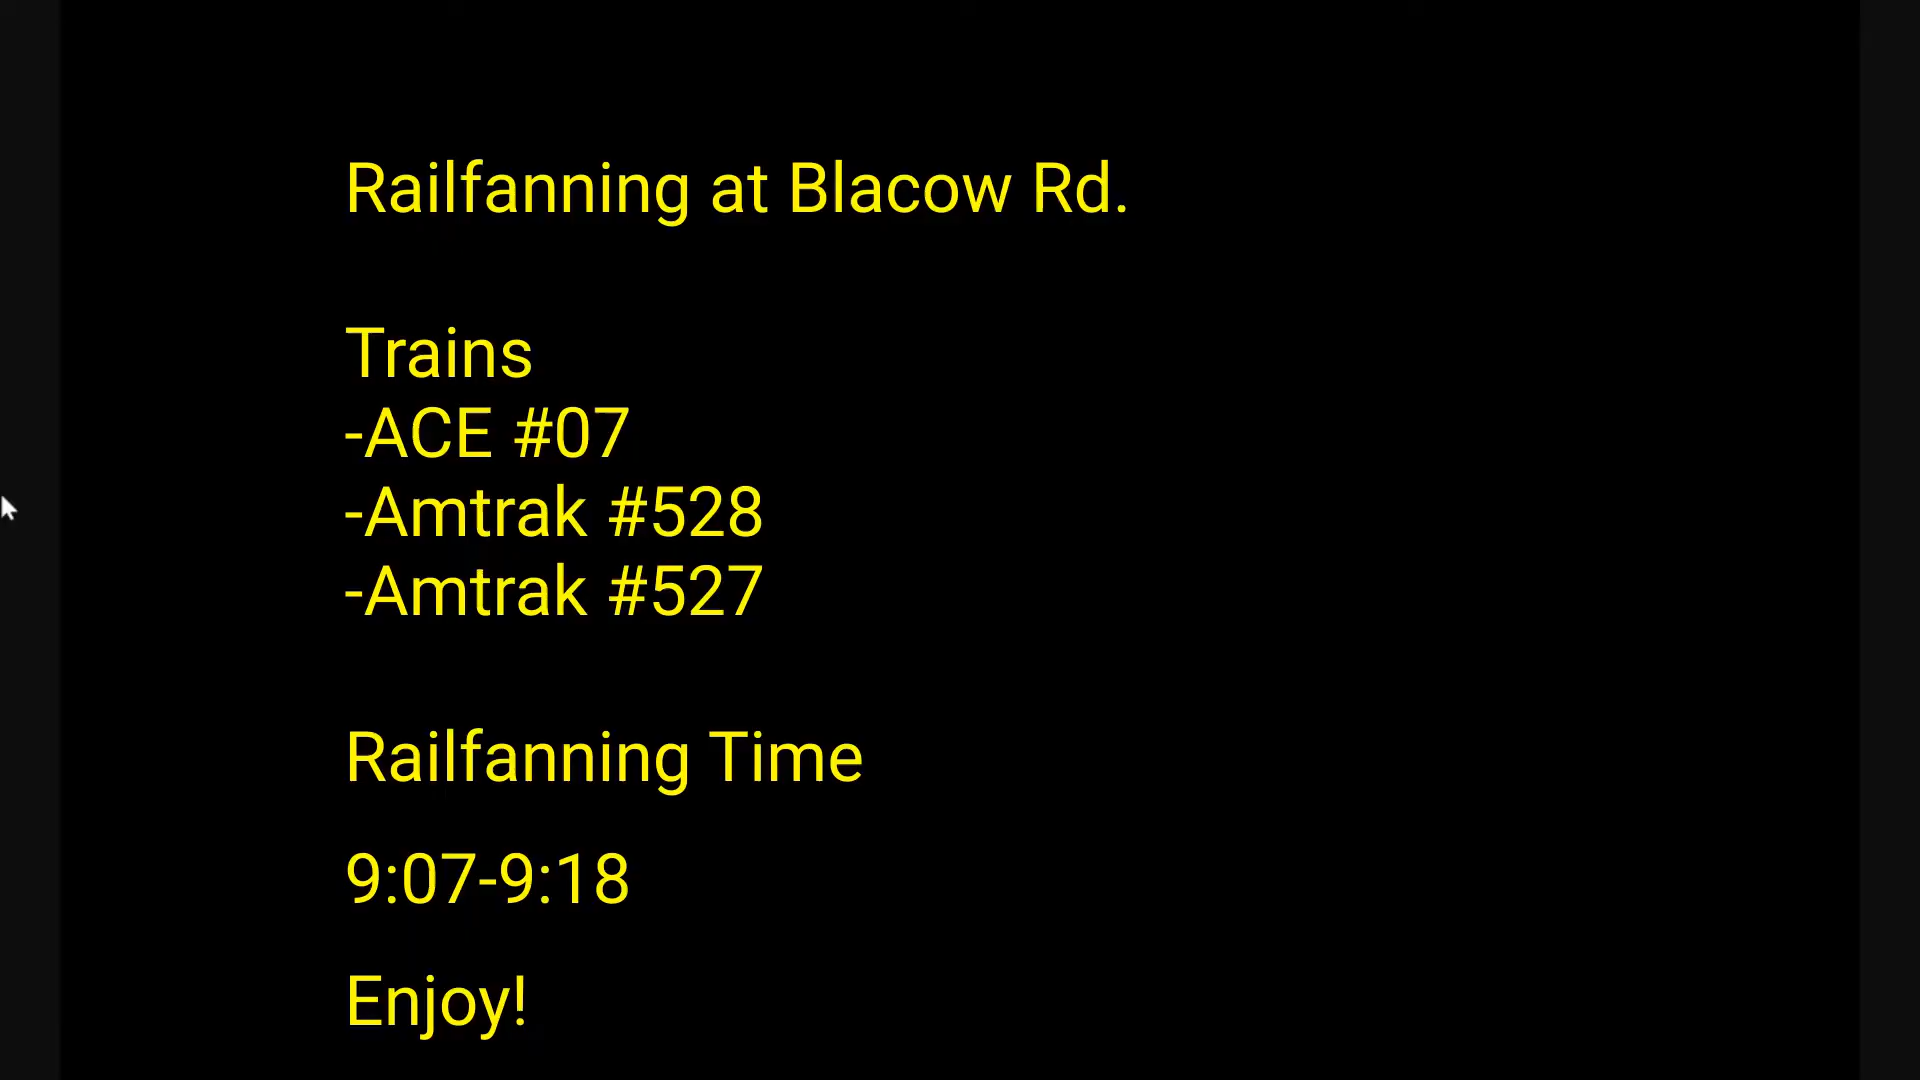 Railfanning at Blacow Rd.
Trains
-ACE #07
-Amtrak #528
-Amtrak #527
Railfanning Time
9:07-9:18
Enjoy!